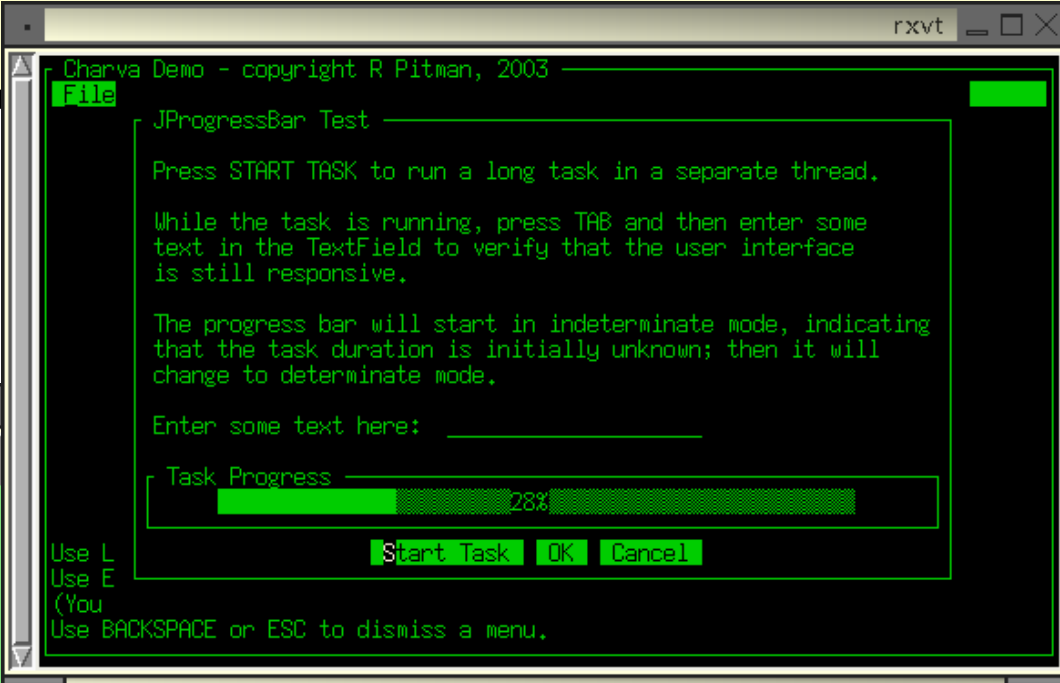 rxvt
Charva Demo - copyright R Pitman, 2003
File
JProgressBar Test
Press START TASK to run a long task in a separate thread.
While the task is running, press TAB and then enter some
text in the TextField to verify that the user interface
is still responsive.
The progress bar will start in indeterminate mode, indicating
that the task duration is initially unknown; then it will
change to determinate mode.
Enter some text here:
Task Progress
28%
Start Task OK Cancel
Use L
Use E
(You
Use BACKSPACE or ESC to dismiss a menu.